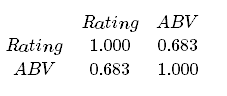 Rating ABV
Rating 1.000 0.683
ABV 0.683 1.000